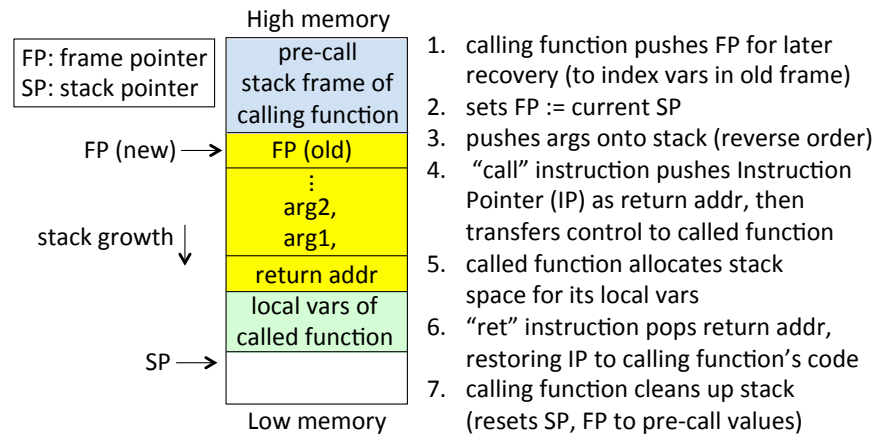 High memory
FP: frame pointer
SP: stack pointer
pre-call
stack frame of
calling function
FP (new)
FP (old)
⋮
arg2,
arg1,
stack growth
return addr
local vars of
called function
SP
Low memory
1. calling function pushes FP for later
recovery (to index vars in old frame)
2. sets FP := current SP
3. pushes args onto stack (reverse order)
4. “call” instruction pushes Instruction
Pointer (IP) as return addr, then
transfers control to called function
5. called function allocates stack
space for its local vars
6. “ret” instruction pops return addr,
restoring IP to calling function’s code
7. calling function cleans up stack
(resets SP, FP to pre-call values)